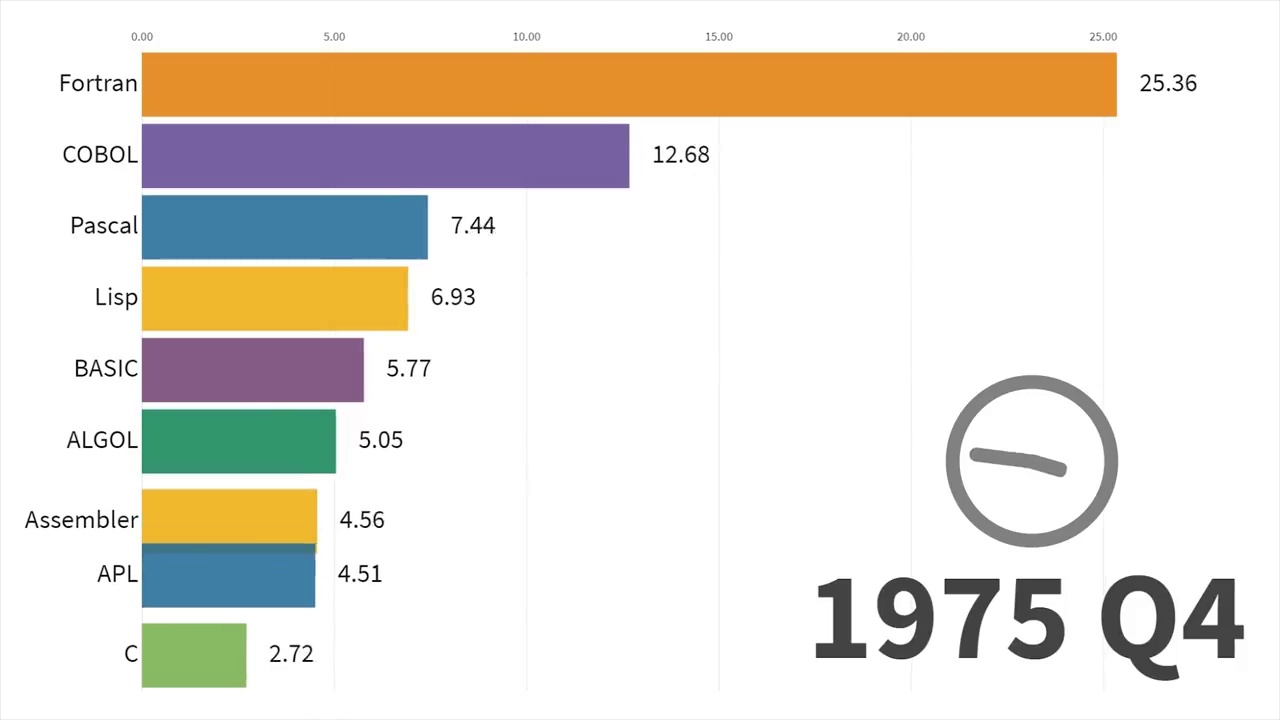 0.00 5.00 10.00 15.00 20.00 25.00
Fortran 25.36
COBOL 12.68
Pascal 7.44
Lisp 6.93
BASIC 5.77
ALGOL 5.05
Assembler 4.56
APL 4.51
C 2.72
1975 Q4